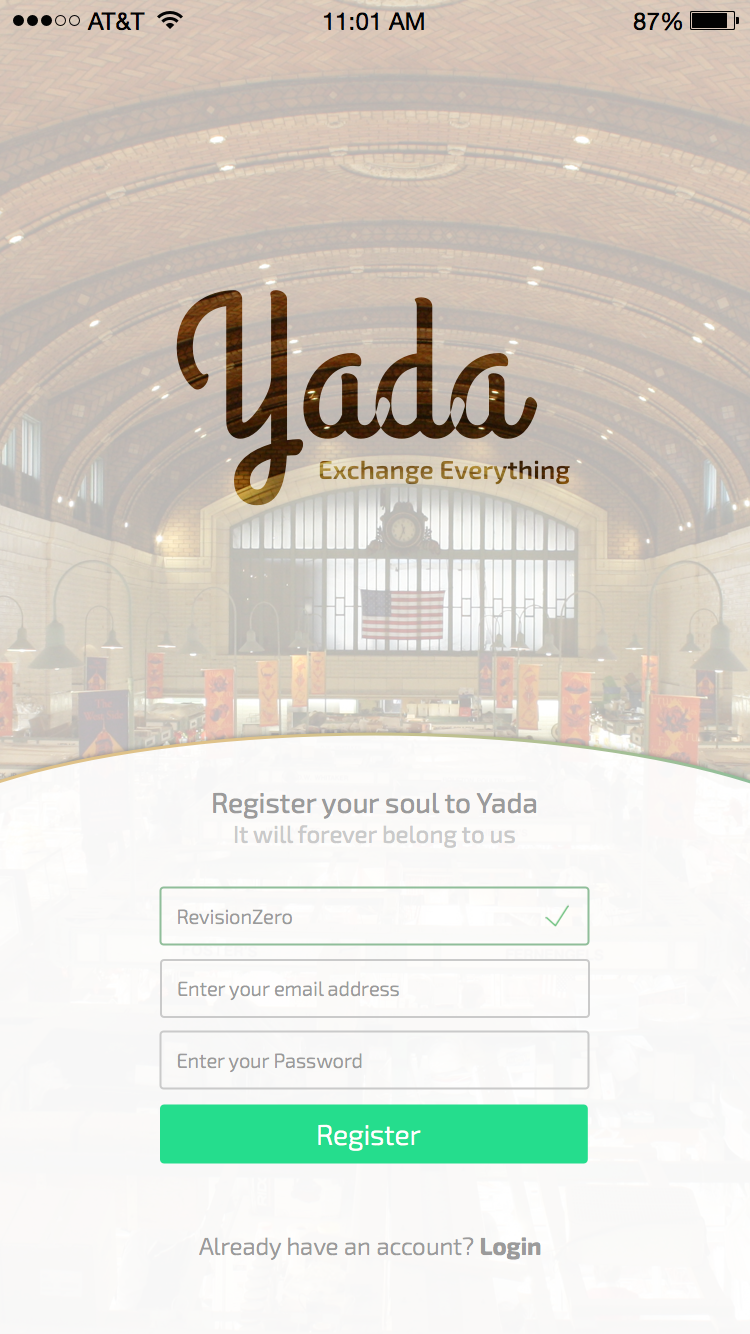 AT&T 11:01 AM 87%
Yada
Exchange Everything
Register your soul to Yada
It will forever belong to us
RevisionZero
Enter your email address
Enter your Password
Register
Already have an account? Login